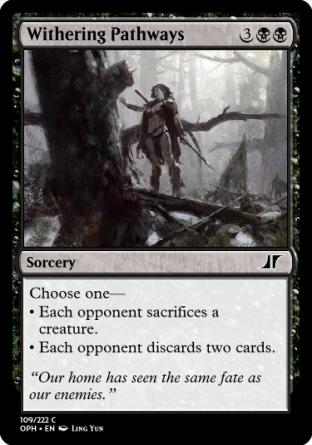 Withering Pathways 3
Sorcery
Choose one—
• Each opponent sacrifices a
creature.
• Each opponent discards two cards.
“Our home has seen the same fate as
our enemies.”
109/222 C
OPH • EN Ling Yun